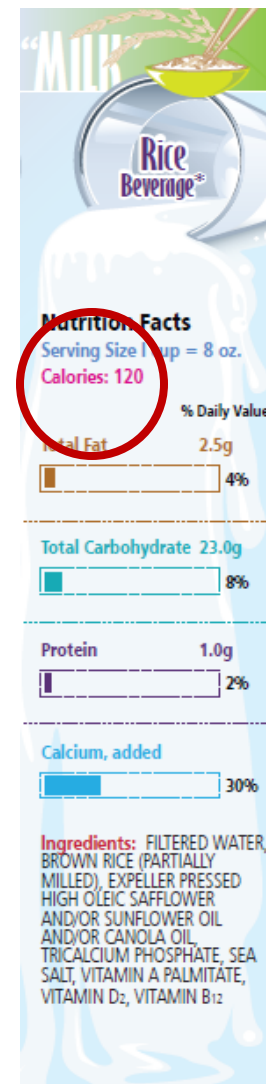 “MILK”
Rice
Beverage*
Nutrition Facts
Serving Size 1 cup = 8 oz.
Calories: 120
% Daily Value
Total Fat 2.5g
4%
Total Carbohydrate 23.0g
8%
Protein 1.0g
2%
Calcium, added
30%
Ingredients: FILTERED WATER,
BROWN RICE (PARTIALLY
MILLED), EXPELLER PRESSED
HIGH OLEIC SAFFLOWER
AND/OR SUNFLOWER OIL
AND/OR CANOLA OIL,
TRICALCIUM PHOSPHATE, SEA
SALT, VITAMIN A PALMITATE,
VITAMIN D2, VITAMIN B12